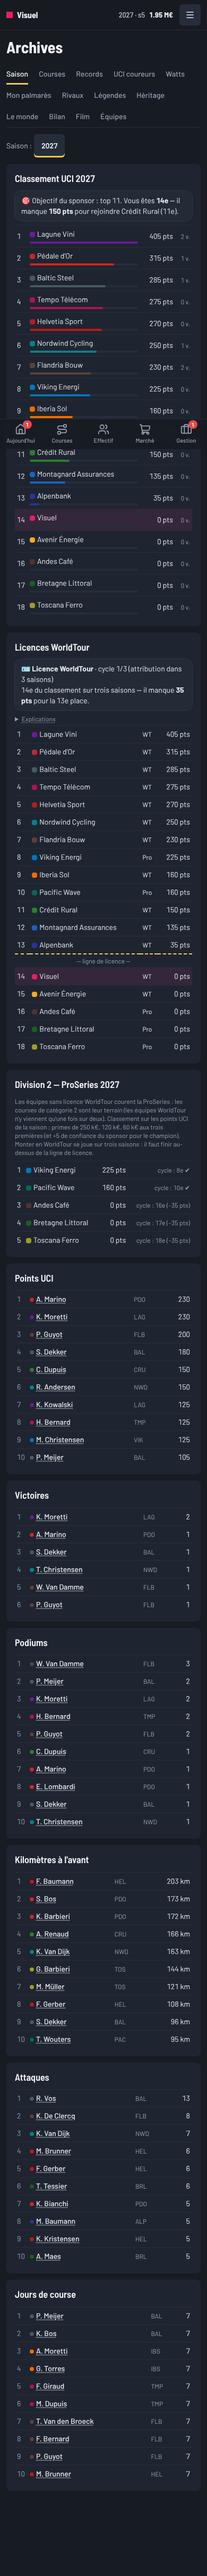 Visuel
2027 · s5 1.95 M€
Archives
Saison Courses Records UCI coureurs Watts
Mon palmarès Rivaux Légendes Héritage
Le monde Bilan Film Équipes
Saison : 2027
Classement UCI 2027
🎯 Objectif du sponsor : top 11. Vous êtes 14e — il
manque 150 pts pour rejoindre Crédit Rural (11e).
1 Lagune Vini 405 pts 2 v.
2 Pédale d'Or 315 pts 1 v.
3 Baltic Steel 285 pts 1 v.
4 Tempo Télécom 275 pts 0 v.
5 Helvetia Sport 270 pts 0 v.
6 Nordwind Cycling 250 pts 1 v.
7 Flandria Bouw 230 pts 2 v.
8 Viking Energi 225 pts 0 v.
9 Iberia Sol 160 pts 0 v.
1 1
Aujourd'hui Courses Effectif Marché Gestion
11 Crédit Rural 150 pts 0 v.
12 Montagnard Assurances 135 pts 0 v.
13 Alpenbank 35 pts 0 v.
14 Visuel 0 pts 0 v.
15 Avenir Énergie 0 pts 0 v.
16 Andes Café 0 pts 0 v.
17 Bregane Littoral 0 pts 0 v.
18 Toscana Ferro 0 pts 0 v.
Licences WorldTour
🪪 Licence WorldTour · cycle 1/3 (attribution dans
3 saisons)
14e du classement sur trois saisons — il manque 35
pts pour la 13e place.
▸ Explications
1 Lagune Vini WT 405 pts
2 Pédale d'Or WT 315 pts
3 Baltic Steel WT 285 pts
4 Tempo Télécom WT 275 pts
5 Helvetia Sport WT 270 pts
6 Nordwind Cycling WT 250 pts
7 Flandria Bouw WT 230 pts
8 Viking Energi Pro 225 pts
9 Iberia Sol WT 160 pts
10 Pacific Wave Pro 160 pts
11 Crédit Rural WT 150 pts
12 Montagnard Assurances WT 135 pts
13 Alpenbank WT 35 pts
— ligne de licence —
14 Visuel WT 0 pts
15 Avenir Énergie WT 0 pts
16 Andes Café Pro 0 pts
17 Bregane Littoral Pro 0 pts
18 Toscana Ferro Pro 0 pts
Division 2 — ProSeries 2027
Les équipes sans licence WorldTour courent la ProSeries : les
courses de catégorie 2 sont leur terrain (les équipes WorldTour
n'y viennent qu'une fois sur deux). Classement sur les points UCI
de la saison ; primes de 250 k€, 120 k€, 60 k€ aux trois
premières (et +5 de confiance du sponsor pour le champion).
Monter en WorldTour se joue sur trois saisons : il faut finir au-
dessus de la ligne de licence.
1 Viking Energi 225 pts cycle : 8e ✔
2 Pacific Wave 160 pts cycle : 10e ✔
3 Andes Café 0 pts cycle : 16e (-35 pts)
4 Bregane Littoral 0 pts cycle : 17e (-35 pts)
5 Toscana Ferro 0 pts cycle : 18e (-35 pts)
Points UCI
1 A. Marino PDO 230
2 K. Moretti LAG 230
3 P. Guyot FLB 200
4 S. Dekker BAL 180
5 C. Dupuis CRU 150
6 R. Andersen NWD 150
7 K. Kowalski LAG 125
8 H. Bernard TMP 125
9 M. Christensen VIK 125
10 P. Meijer BAL 105
Victoires
1 K. Moretti LAG 2
2 A. Marino PDO 1
3 S. Dekker BAL 1
4 T. Christensen NWD 1
5 W. Van Damme FLB 1
6 P. Guyot FLB 1
Podiums
1 W. Van Damme FLB 3
2 P. Meijer BAL 2
3 K. Moretti LAG 2
4 H. Bernard TMP 2
5 P. Guyot FLB 2
6 C. Dupuis CRU 1
7 A. Marino PDO 1
8 E. Lombardi PDO 1
9 S. Dekker BAL 1
10 T. Christensen NWD 1
Kilomètres à l'avant
1 F. Baumann HEL 203 km
2 S. Bos PDO 173 km
3 K. Barbieri PDO 172 km
4 A. Renaud CRU 166 km
5 K. Van Dijk NWD 163 km
6 G. Barbieri TOS 144 km
7 M. Müller TOS 121 km
8 F. Gerber HEL 108 km
9 S. Dekker BAL 96 km
10 T. Wouters PAC 95 km
Attaques
1 R. Vos BAL 13
2 K. De Clercq FLB 8
3 K. Van Dijk NWD 7
4 M. Brunner HEL 6
5 F. Gerber HEL 6
6 T. Tessier BRL 6
7 K. Bianchi PDO 5
8 M. Baumann ALP 5
9 K. Kristensen HEL 5
10 A. Maes BRL 5
Jours de course
1 P. Meijer BAL 7
2 K. Bos BAL 7
3 A. Moretti IBS 7
4 G. Torres IBS 7
5 F. Giraud TMP 7
6 M. Dupuis TMP 7
7 T. Van den Broeck FLB 7
8 F. Bernard FLB 7
9 P. Guyot FLB 7
10 M. Brunner HEL 7